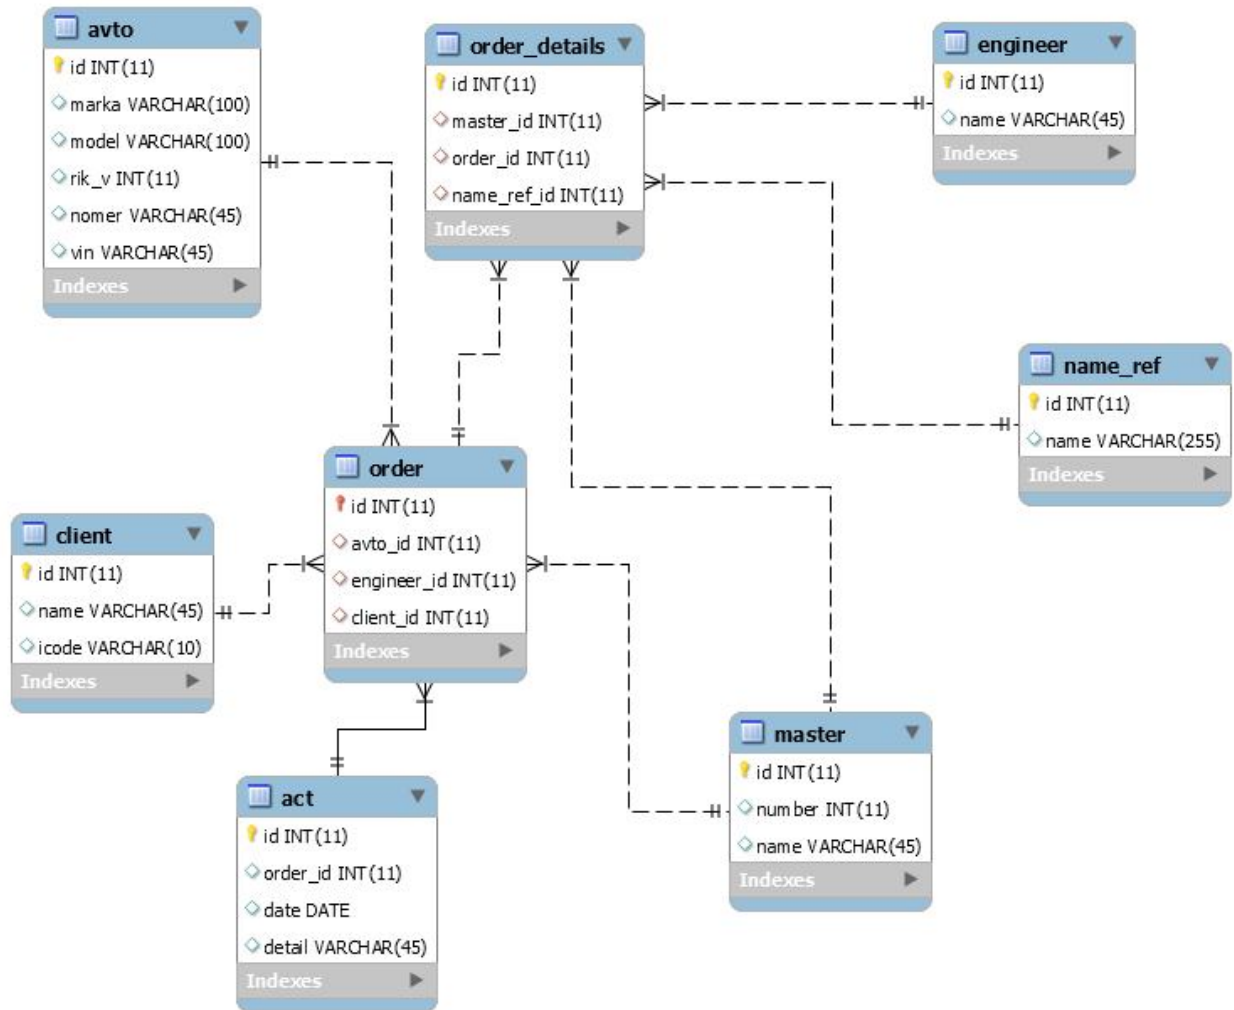 avto
id INT(11)
marka VARCHAR(100)
model VARCHAR(100)
rik_v INT(11)
nomer VARCHAR(45)
vin VARCHAR(45)
Indexes
order_details
id INT(11)
master_id INT(11)
order_id INT(11)
name_ref_id INT(11)
Indexes
engineer
id INT(11)
name VARCHAR(45)
Indexes
name_ref
id INT(11)
name VARCHAR(255)
Indexes
order
id INT(11)
avto_id INT(11)
engineer_id INT(11)
client_id INT(11)
Indexes
client
id INT(11)
name VARCHAR(45)
icode VARCHAR(10)
Indexes
master
id INT(11)
number INT(11)
name VARCHAR(45)
Indexes
act
id INT(11)
order_id INT(11)
date DATE
detail VARCHAR(45)
Indexes